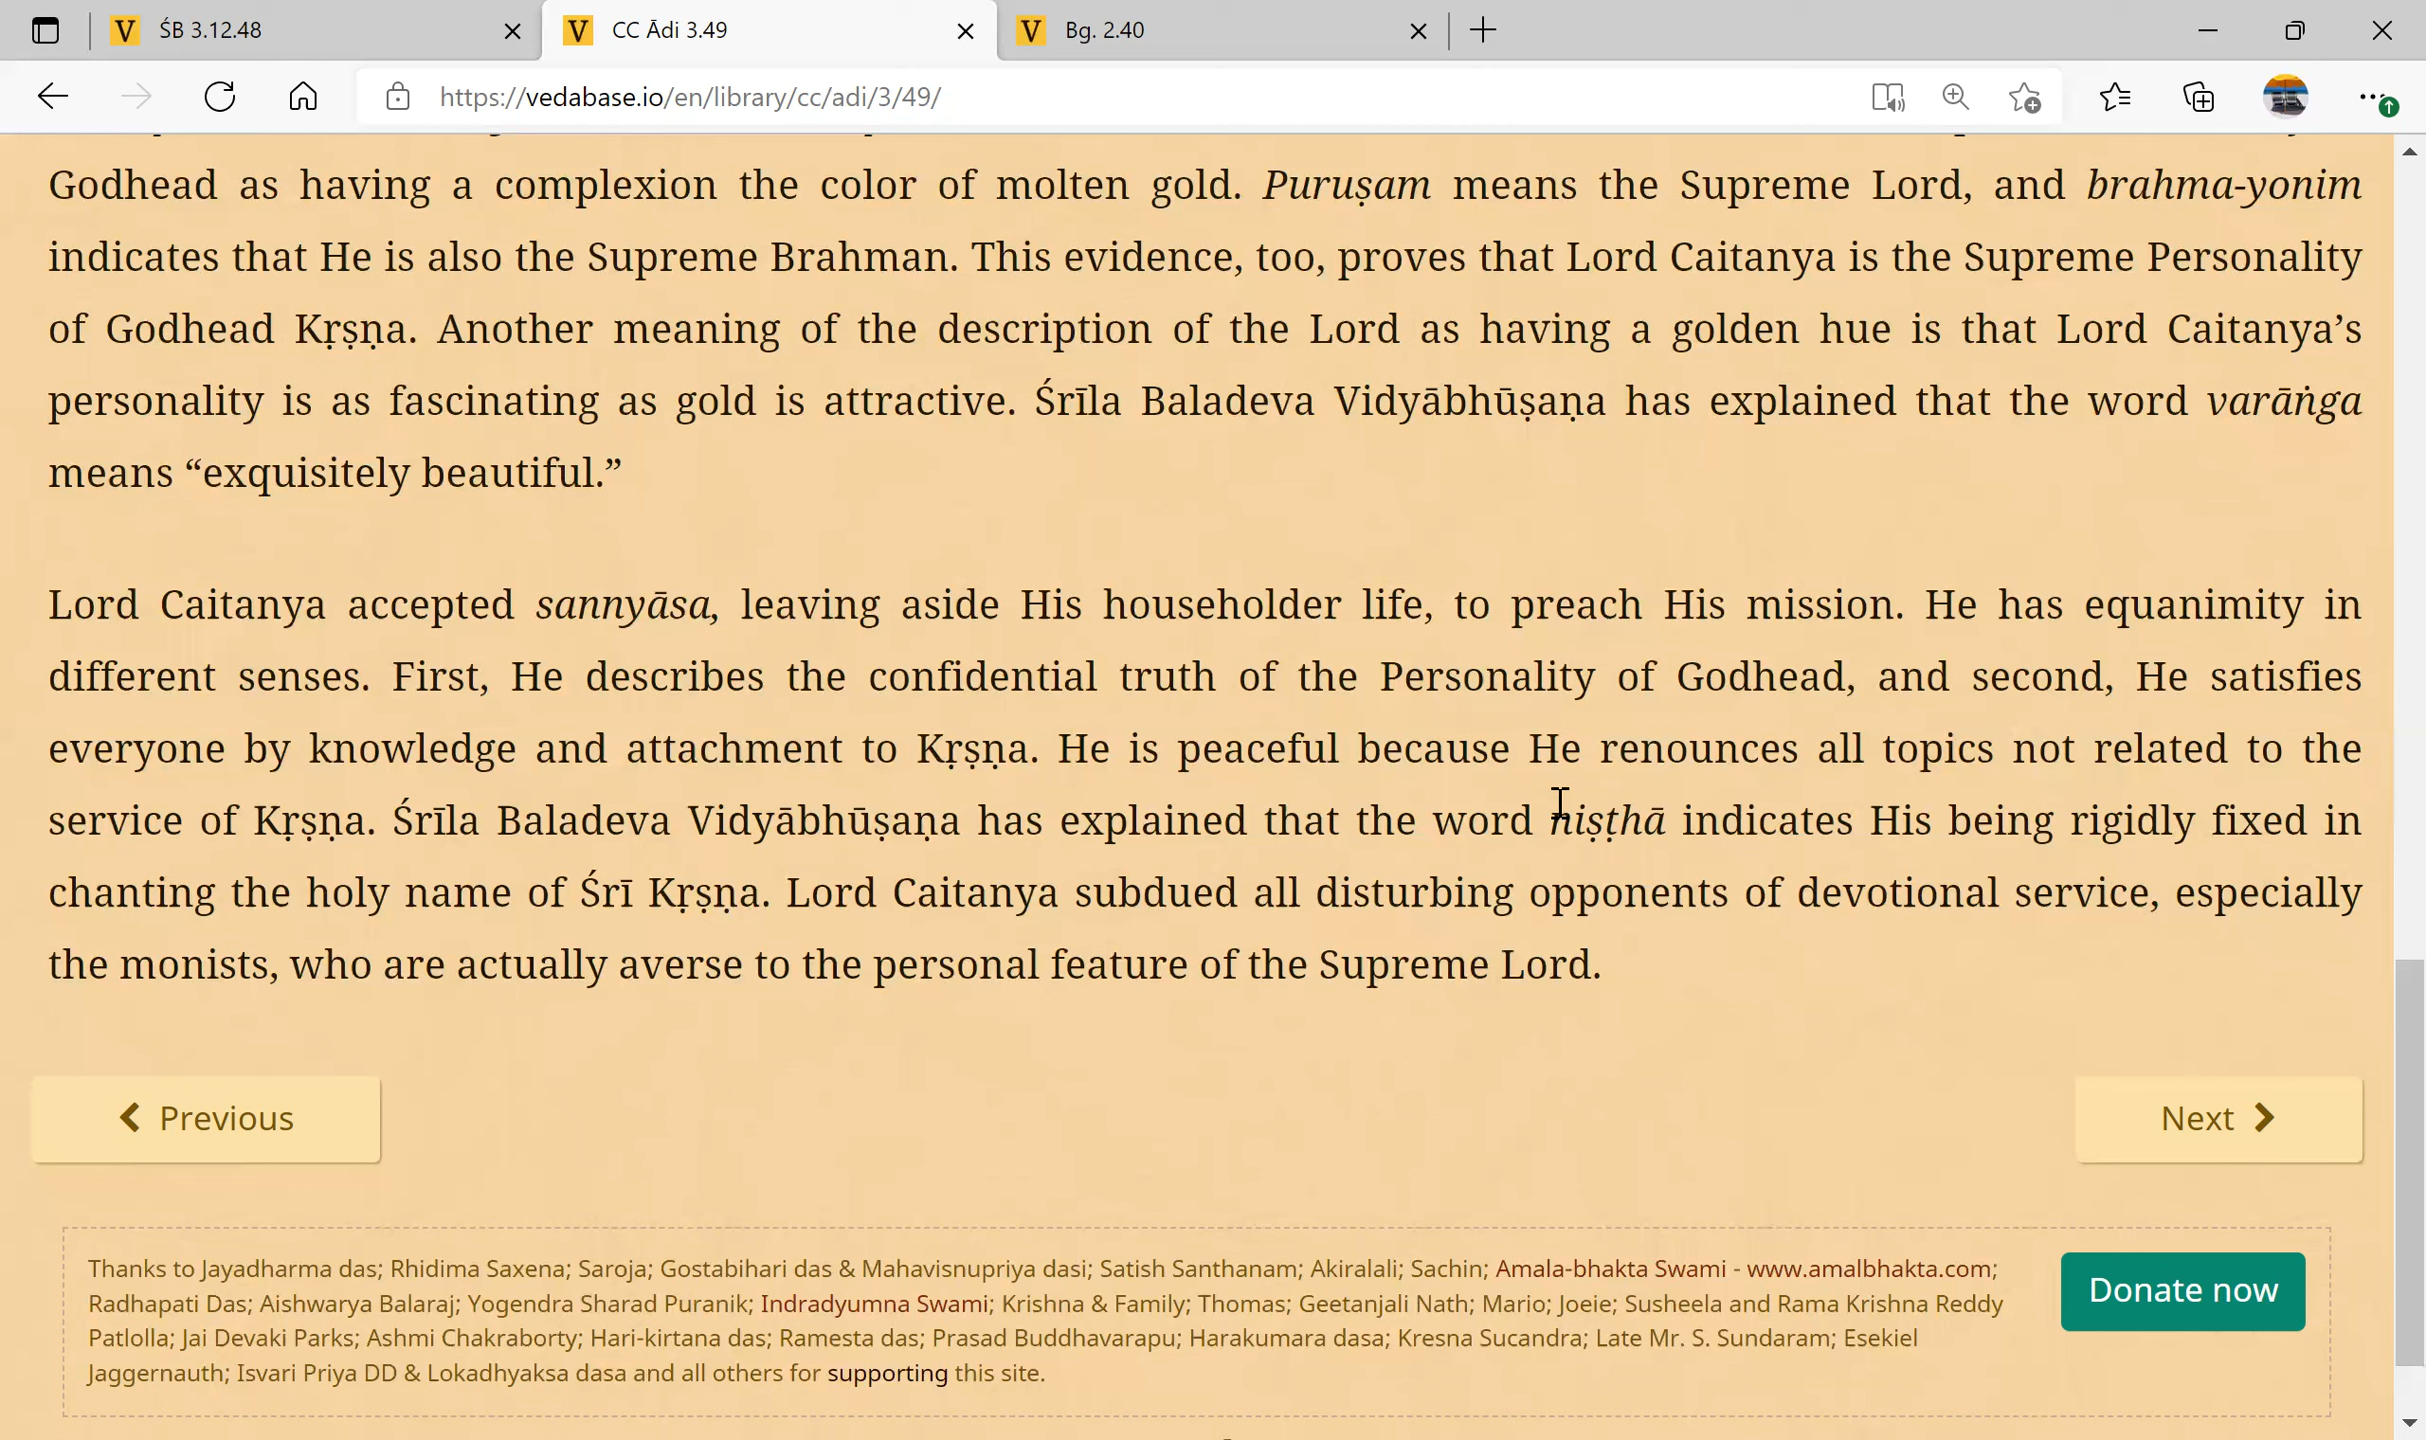 ŚB 3.12.48
CC Ādi 3.49
Bg. 2.40
https://vedabase.io/en/library/cc/adi/3/49/
Godhead as having a complexion the color of molten gold. Puruṣam means the Supreme Lord, and brahma-yonim
indicates that He is also the Supreme Brahman. This evidence, too, proves that Lord Caitanya is the Supreme Personality
of Godhead Kṛṣṇa. Another meaning of the description of the Lord as having a golden hue is that Lord Caitanya’s
personality is as fascinating as gold is attractive. Śrīla Baladeva Vidyābhūṣaṇa has explained that the word varāṅga
means “exquisitely beautiful.”
Lord Caitanya accepted sannyāsa, leaving aside His householder life, to preach His mission. He has equanimity in
different senses. First, He describes the confidential truth of the Personality of Godhead, and second, He satisfies
everyone by knowledge and attachment to Kṛṣṇa. He is peaceful because He renounces all topics not related to the
service of Kṛṣṇa. Śrīla Baladeva Vidyābhūṣaṇa has explained that the word niṣṭhā indicates His being rigidly fixed in
chanting the holy name of Śrī Kṛṣṇa. Lord Caitanya subdued all disturbing opponents of devotional service, especially
the monists, who are actually averse to the personal feature of the Supreme Lord.
Previous
Next
Thanks to Jayadharma das; Rhidima Saxena; Saroja; Gostabihari das & Mahavisnupriya dasi; Satish Santhanam; Akiralali; Sachin; Amala-bhakta Swami - www.amalbhakta.com;
Radhapati Das; Aishwarya Balaraj; Yogendra Sharad Puranik; Indradyumna Swami; Krishna & Family; Thomas; Geetanjali Nath; Mario; Joeie; Susheela and Rama Krishna Reddy
Patlolla; Jai Devaki Parks; Ashmi Chakraborty; Hari-kirtana das; Ramesta das; Prasad Buddhavarapu; Harakumara dasa; Kresna Sucandra; Late Mr. S. Sundaram; Esekiel
Jaggernauth; Isvari Priya DD & Lokadhyaksa dasa and all others for supporting this site.
Donate now